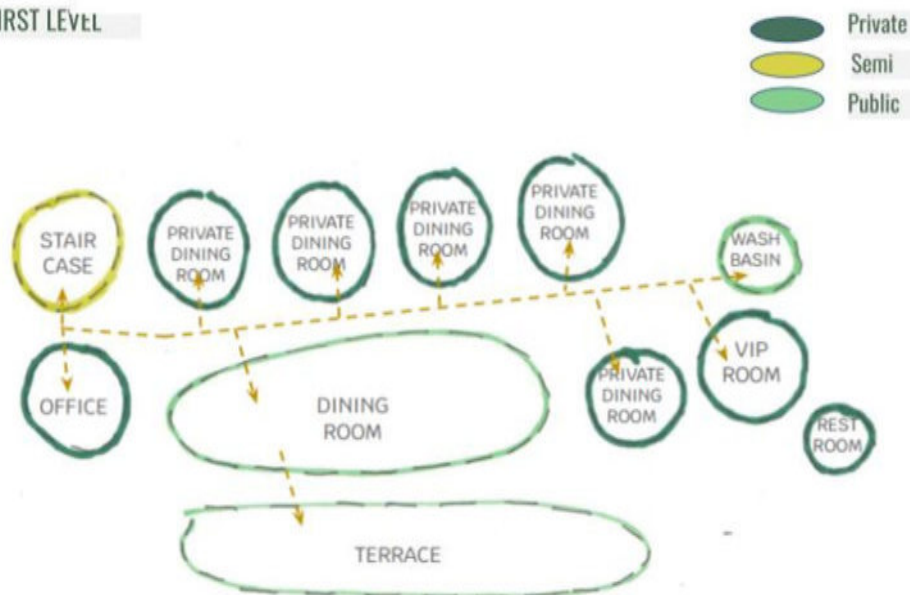 IRST LEVEL
Private
Semi
Public
STAIR
CASE
PRIVATE
DINING
ROOM
PRIVATE
DINING
ROOM
PRIVATE
DINING
ROOM
PRIVATE
DINING
ROOM
WASH
BASIN
OFFICE
DINING
ROOM
PRIVATE
DINING
ROOM
VIP
ROOM
REST
ROOM
TERRACE